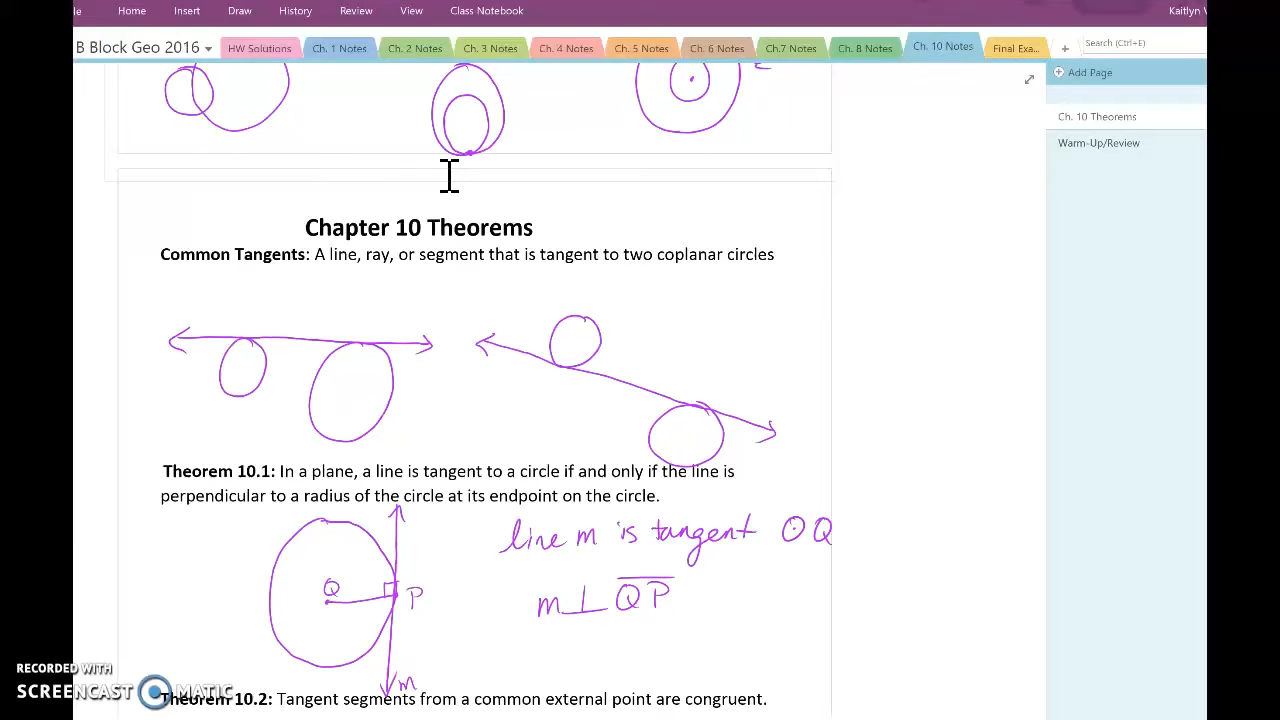 le Home Insert Draw History Review View Class Notebook Kaitlyn V
B Block Geo 2016 HW Solutions Ch. 1 Notes Ch. 2 Notes Ch. 3 Notes Ch. 4 Notes Ch. 5 Notes Ch. 6 Notes Ch.7 Notes Ch. 8 Notes Ch. 10 Notes Final Exa... + Search (Ctrl+E)
Add Page
Ch. 10 Theorems
Warm-Up/Review
Chapter 10 Theorems
Common Tangents: A line, ray, or segment that is tangent to two coplanar circles
Theorem 10.1: In a plane, a line is tangent to a circle if and only if the line is
perpendicular to a radius of the circle at its endpoint on the circle.
line m is tangent ⊙Q
Q P
m ⊥ Q̅P̅
m
RECORDED WITH
SCREENCAST MATIC
Theorem 10.2: Tangent segments from a common external point are congruent.